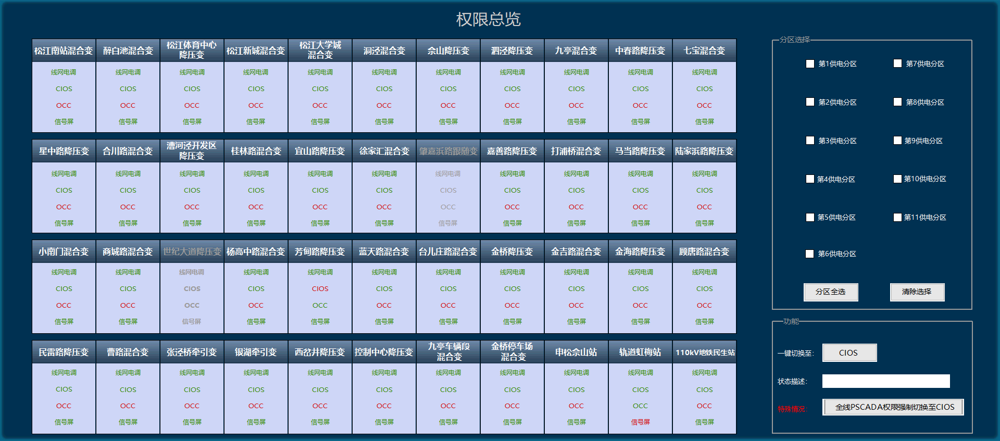 权限总览
松江南站混合变 醉白池混合变 松江体育中心 松江新城混合变 松江大学城 洞泾混合变 佘山降压变 泗泾降压变 九亭混合变 中春路降压变 七宝混合变
降压变 混合变
线网电调 线网电调 线网电调 线网电调 线网电调 线网电调 线网电调 线网电调 线网电调 线网电调 线网电调
CIOS CIOS CIOS CIOS CIOS CIOS CIOS CIOS CIOS CIOS CIOS
OCC OCC OCC OCC OCC OCC OCC OCC OCC OCC OCC
信号屏 信号屏 信号屏 信号屏 信号屏 信号屏 信号屏 信号屏 信号屏 信号屏 信号屏
星中路降压变 合川路混合变 漕河泾开发区 桂林路混合变 宜山路降压变 徐家汇混合变 肇嘉浜路跟随变 嘉善路降压变 打浦桥混合变 马当路降压变 陆家浜路降压变
降压变
线网电调 线网电调 线网电调 线网电调 线网电调 线网电调 线网电调 线网电调 线网电调 线网电调 线网电调
CIOS CIOS CIOS CIOS CIOS CIOS CIOS CIOS CIOS CIOS CIOS
OCC OCC OCC OCC OCC OCC OCC OCC OCC OCC OCC
信号屏 信号屏 信号屏 信号屏 信号屏 信号屏 信号屏 信号屏 信号屏 信号屏 信号屏
小南门混合变 商城路混合变 世纪大道降压变 杨高中路混合变 芳甸路降压变 蓝天路混合变 台儿庄路混合变 金桥降压变 金吉路混合变 金海路降压变 顾唐路混合变
线网电调 线网电调 线网电调 线网电调 线网电调 线网电调 线网电调 线网电调 线网电调 线网电调 线网电调
CIOS CIOS CIOS CIOS CIOS CIOS CIOS CIOS CIOS CIOS CIOS
OCC OCC OCC OCC OCC OCC OCC OCC OCC OCC OCC
信号屏 信号屏 信号屏 信号屏 信号屏 信号屏 信号屏 信号屏 信号屏 信号屏 信号屏
民雷路降压变 曹路混合变 张泾桥牵引变 银湖牵引变 西岔井降压变 控制中心降压变 九亭车辆段 金桥停车场 申松佘山站 轨道虹梅站 110kV地铁民生站
混合变 混合变
线网电调 线网电调 线网电调 线网电调 线网电调 线网电调 线网电调 线网电调 线网电调 线网电调 线网电调
CIOS CIOS CIOS CIOS CIOS CIOS CIOS CIOS CIOS CIOS CIOS
OCC OCC OCC OCC OCC OCC OCC OCC OCC OCC OCC
信号屏 信号屏 信号屏 信号屏 信号屏 信号屏 信号屏 信号屏 信号屏 信号屏 信号屏
分区选择
第1供电分区 第7供电分区
第2供电分区 第8供电分区
第3供电分区 第9供电分区
第4供电分区 第10供电分区
第5供电分区 第11供电分区
第6供电分区
分区全选 清除选择
功能
一键切换至: CIOS
状态描述:
特殊情况: 全线PSCADA权限强制切换至CIOS